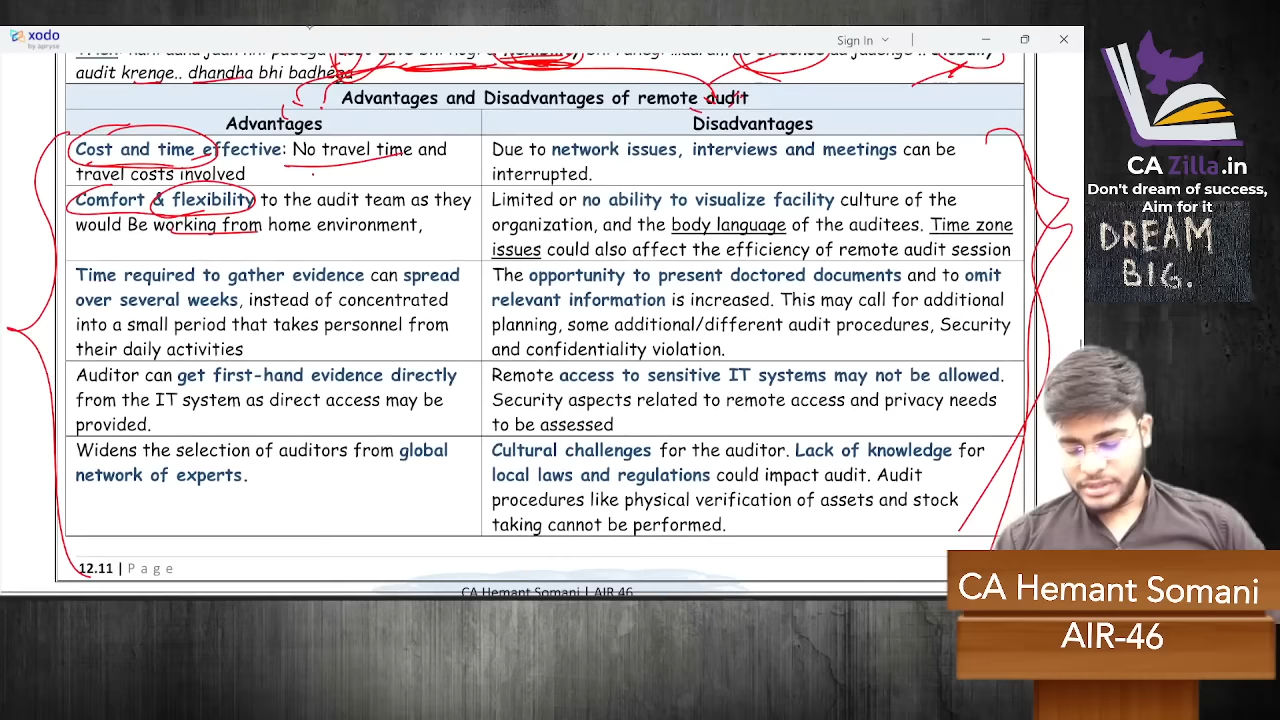 xodo
by apryse
Sign In
audit krenge.. dhandha bhi badhega
Advantages and Disadvantages of remote audit
Advantages
Disadvantages
Cost and time effective: No travel time and
travel costs involved
Due to network issues, interviews and meetings can be
interrupted.
Comfort & flexibility to the audit team as they
would Be working from home environment,
Limited or no ability to visualize facility culture of the
organization, and the body language of the auditees. Time zone
issues could also affect the efficiency of remote audit session
Time required to gather evidence can spread
over several weeks, instead of concentrated
into a small period that takes personnel from
their daily activities
The opportunity to present doctored documents and to omit
relevant information is increased. This may call for additional
planning, some additional/different audit procedures, Security
and confidentiality violation.
Auditor can get first-hand evidence directly
from the IT system as direct access may be
provided.
Remote access to sensitive IT systems may not be allowed.
Security aspects related to remote access and privacy needs
to be assessed
Widens the selection of auditors from global
network of experts.
Cultural challenges for the auditor. Lack of knowledge for
local laws and regulations could impact audit. Audit
procedures like physical verification of assets and stock
taking cannot be performed.
12.11 | Page
CA Hemant Somani | AIR 46
CA Zilla.in
Don't dream of success,
Aim for it
DREAM
BIG.
CA Hemant Somani
AIR-46